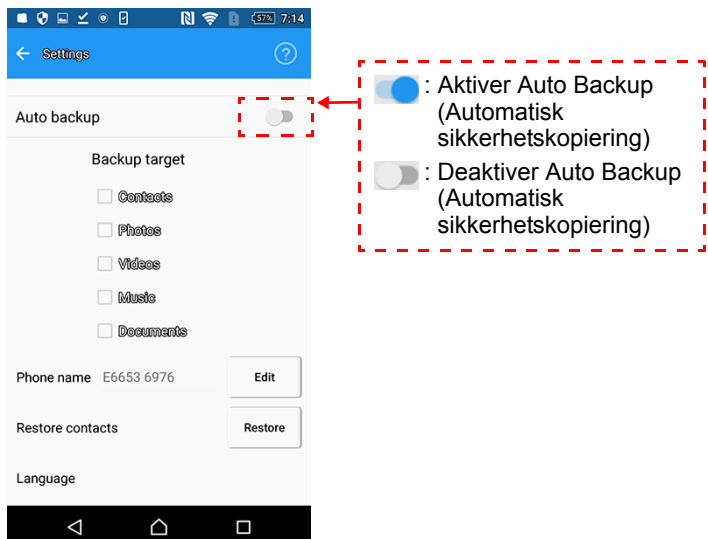 57% 7:14
Settings
?
Auto backup
Backup target
Contacts
Photos
Videos
Music
Documents
Phone name E6653 6976 Edit
Restore contacts Restore
Language
: Aktiver Auto Backup
(Automatisk
sikkerhetskopiering)
: Deaktiver Auto Backup
(Automatisk
sikkerhetskopiering)